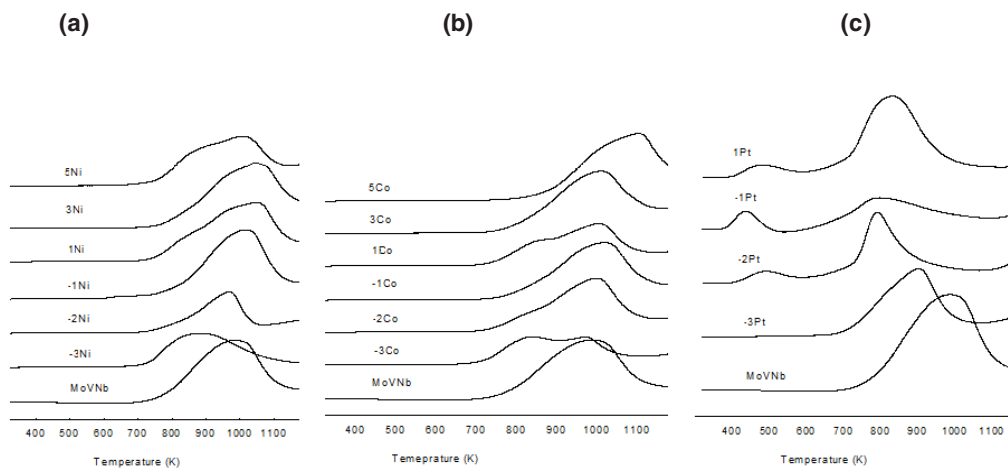 (a)
5Ni
3Ni
1Ni
-1Ni
-2Ni
-3Ni
MoVNb
400 500 600 700 800 900 1000 1100
Temperature (K)
(b)
5Co
3Co
1Co
-1Co
-2Co
-3Co
MoVNb
400 500 600 700 800 900 1000 1100
Temeprature (K)
(c)
1Pt
-1Pt
-2Pt
-3Pt
MoVNb
400 500 600 700 800 900 1000 1100
Temperature (K)